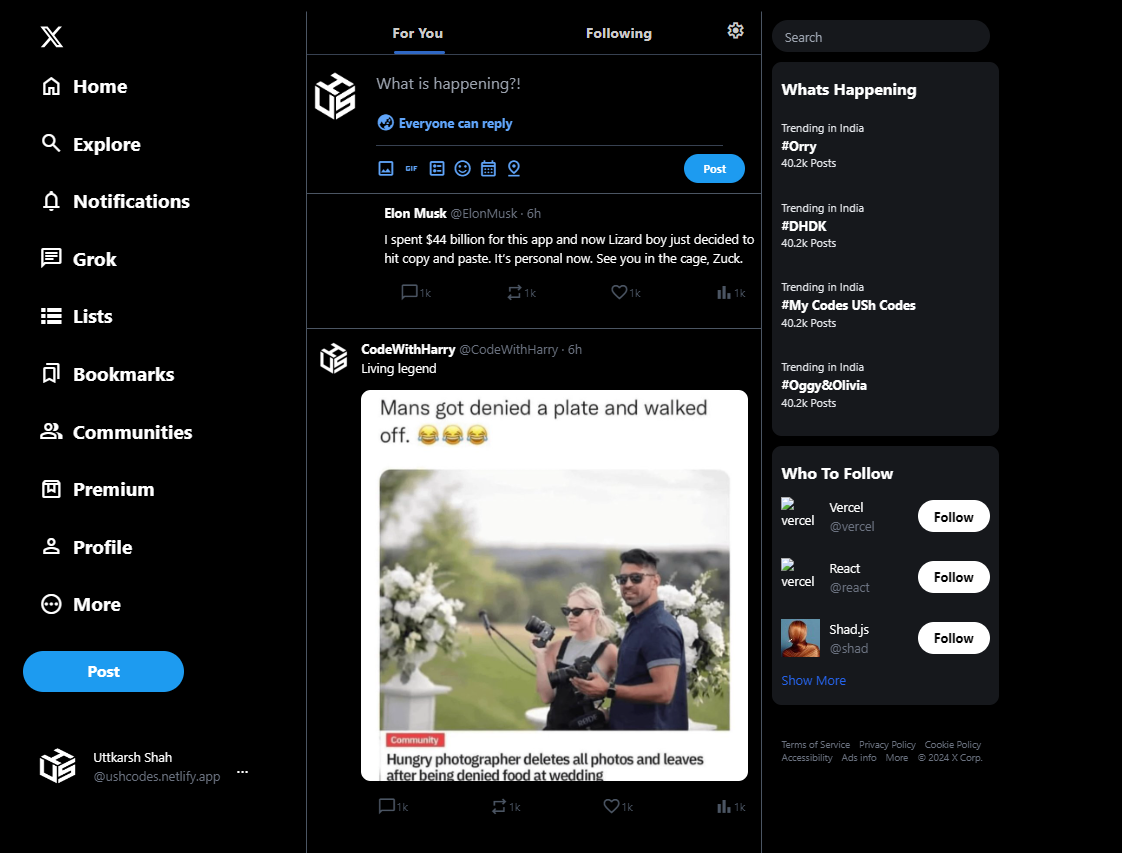 Home
Explore
Notifications
Grok
Lists
Bookmarks
Communities
Premium
Profile
More
Post
Uttkarsh Shah
@ushcodes.netlify.app
...
For You
Following
What is happening?!
Everyone can reply
GIF
Post
Elon Musk @ElonMusk · 6h
I spent $44 billion for this app and now Lizard boy just decided to
hit copy and paste. It's personal now. See you in the cage, Zuck.
1k 1k 1k 1k
CodeWithHarry @CodeWithHarry · 6h
Living legend
Mans got denied a plate and walked
off. 😂😂😂
Community
Hungry photographer deletes all photos and leaves
after being denied food at wedding
1k 1k 1k 1k
Search
Whats Happening
Trending in India
#Orry
40.2k Posts
Trending in India
#DHDK
40.2k Posts
Trending in India
#My Codes USh Codes
40.2k Posts
Trending in India
#Oggy&Olivia
40.2k Posts
Who To Follow
vercel
Vercel
@vercel
Follow
vercel
React
@react
Follow
Shad.js
@shad
Follow
Show More
Terms of Service Privacy Policy Cookie Policy
Accessibility Ads info More © 2024 X Corp.